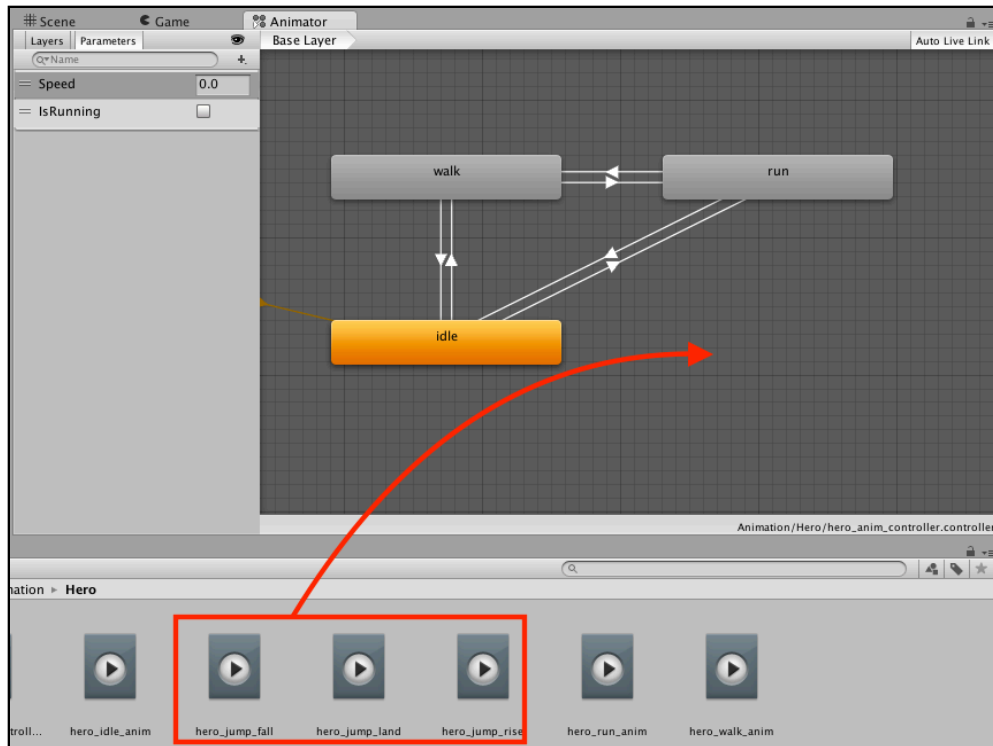 Scene Game Animator
Layers Parameters Base Layer Auto Live Link
Name
Speed 0.0
IsRunning
walk run
idle
Animation/Hero/hero_anim_controller.controller
nation ▸ Hero
troll... hero_idle_anim hero_jump_fall hero_jump_land hero_jump_rise hero_run_anim hero_walk_anim